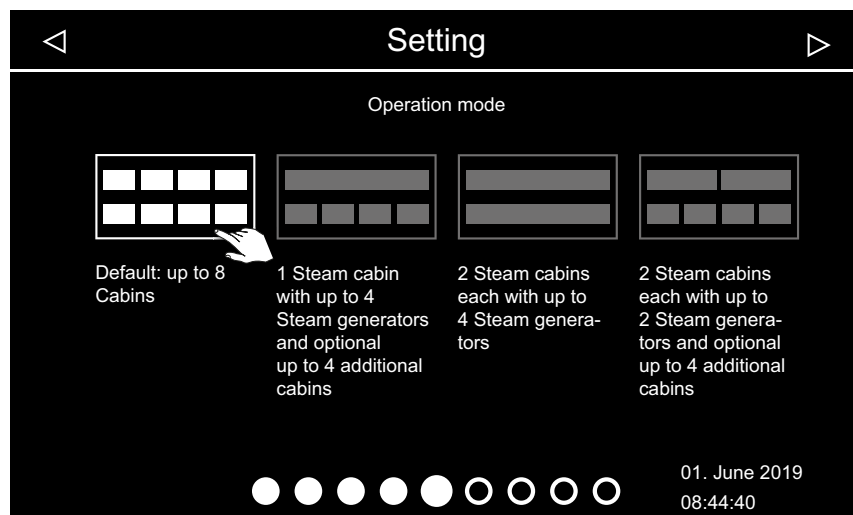 Setting
Operation mode
Default: up to 8
Cabins
1 Steam cabin
with up to 4
Steam generators
and optional
up to 4 additional
cabins
2 Steam cabins
each with up to
4 Steam genera-
tors
2 Steam cabins
each with up to
2 Steam genera-
tors and optional
up to 4 additional
cabins
01. June 2019
08:44:40